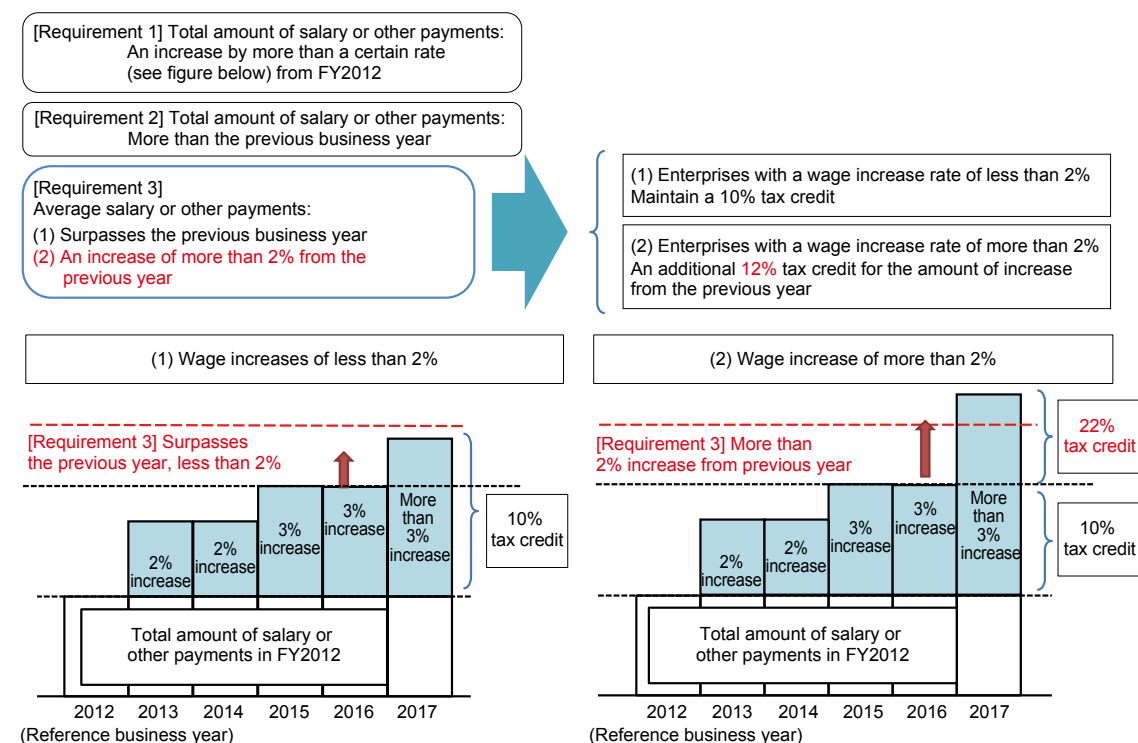 [Requirement 1] Total amount of salary or other payments:
An increase by more than a certain rate
(see figure below) from FY2012
[Requirement 2] Total amount of salary or other payments:
More than the previous business year
[Requirement 3]
Average salary or other payments:
(1) Surpasses the previous business year
(2) An increase of more than 2% from the
previous year
(1) Enterprises with a wage increase rate of less than 2%
Maintain a 10% tax credit
(2) Enterprises with a wage increase rate of more than 2%
An additional 12% tax credit for the amount of increase
from the previous year
(1) Wage increases of less than 2%
[Requirement 3] Surpasses
the previous year, less than 2%
2%
increase
2%
increase
3%
increase
3%
increase
More
than
3%
increase
10%
tax credit
Total amount of salary or
other payments in FY2012
2012 2013 2014 2015 2016 2017
(Reference business year)
(2) Wage increase of more than 2%
[Requirement 3] More than
2% increase from previous year
2%
increase
2%
increase
3%
increase
3%
increase
More
than
3%
increase
22%
tax credit
10%
tax credit
Total amount of salary or
other payments in FY2012
2012 2013 2014 2015 2016 2017
(Reference business year)